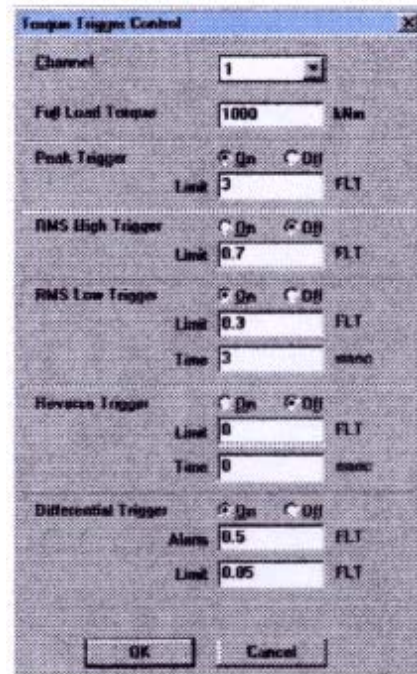 Torque Trigger Control
Channel 1
Full Load Torque 1000 kNm
Peak Trigger On Off
Limit 3 FLT
RMS High Trigger On Off
Limit 0.7 FLT
RMS Low Trigger On Off
Limit 0.3 FLT
Time 3 msec
Reverse Trigger On Off
Limit 0 FLT
Time 0 msec
Differential Trigger On Off
Alarm 0.5 FLT
Limit 0.05 FLT
OK Cancel